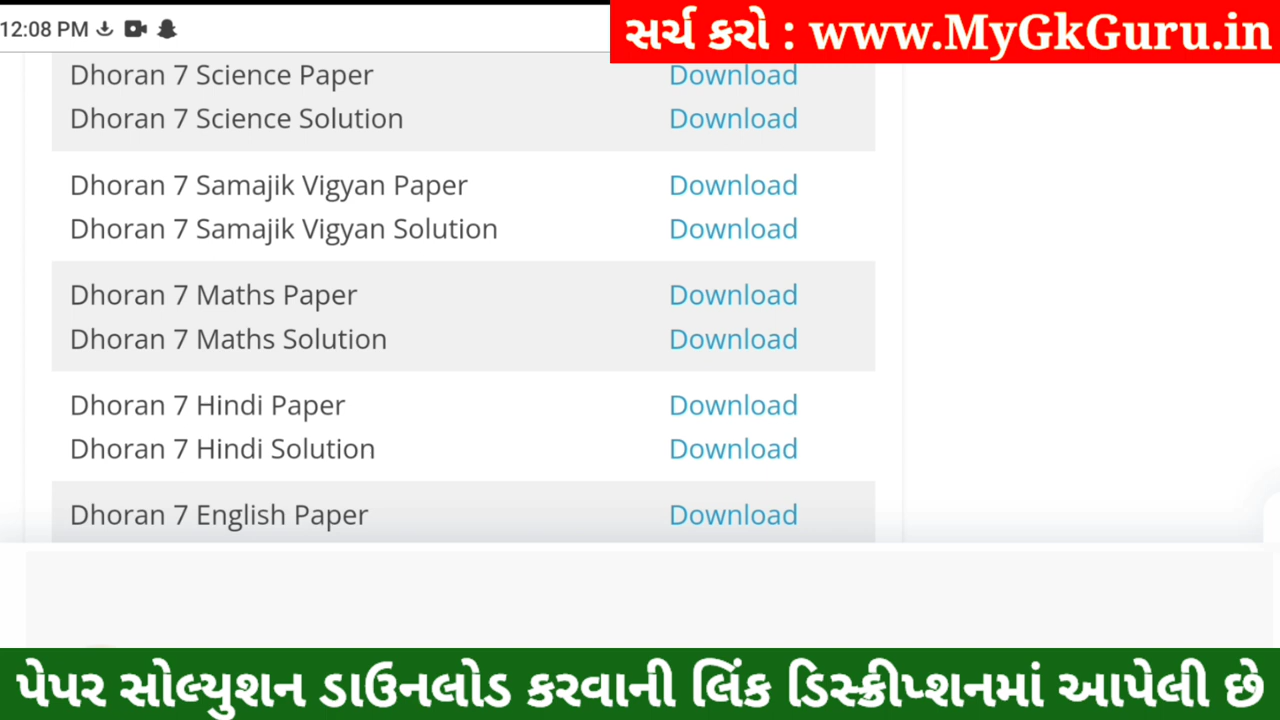 12:08 PM
સર્ચ કરો : www.MyGkGuru.in
Dhoran 7 Science Paper Download
Dhoran 7 Science Solution Download
Dhoran 7 Samajik Vigyan Paper Download
Dhoran 7 Samajik Vigyan Solution Download
Dhoran 7 Maths Paper Download
Dhoran 7 Maths Solution Download
Dhoran 7 Hindi Paper Download
Dhoran 7 Hindi Solution Download
Dhoran 7 English Paper Download
પેપર સોલ્યુશન ડાઉનલોડ કરવાની લિંક ડિસ્ક્રીપ્શનમાં આપેલી છે